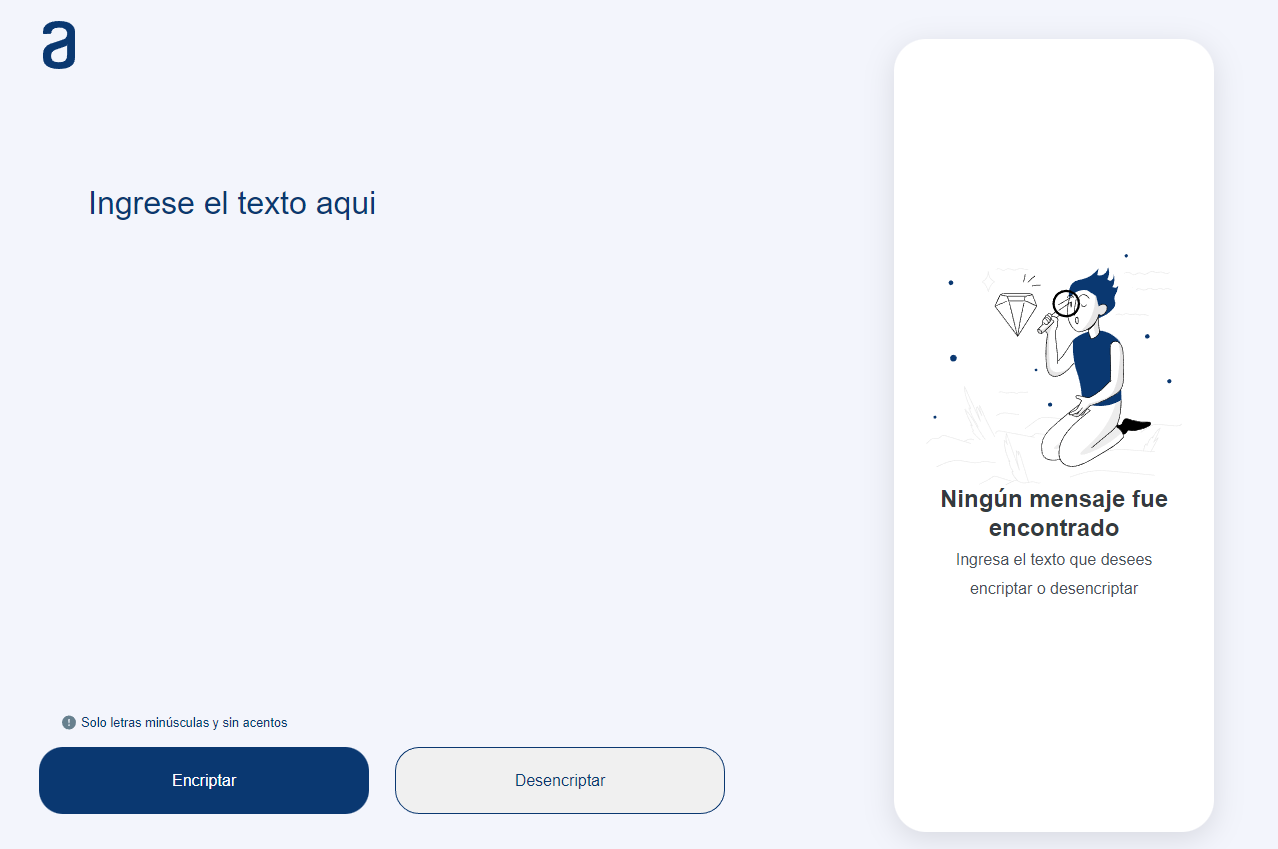 a
Ingrese el texto aqui
Ningún mensaje fue
encontrado
Ingresa el texto que desees
encriptar o desencriptar
Solo letras minúsculas y sin acentos
Encriptar
Desencriptar